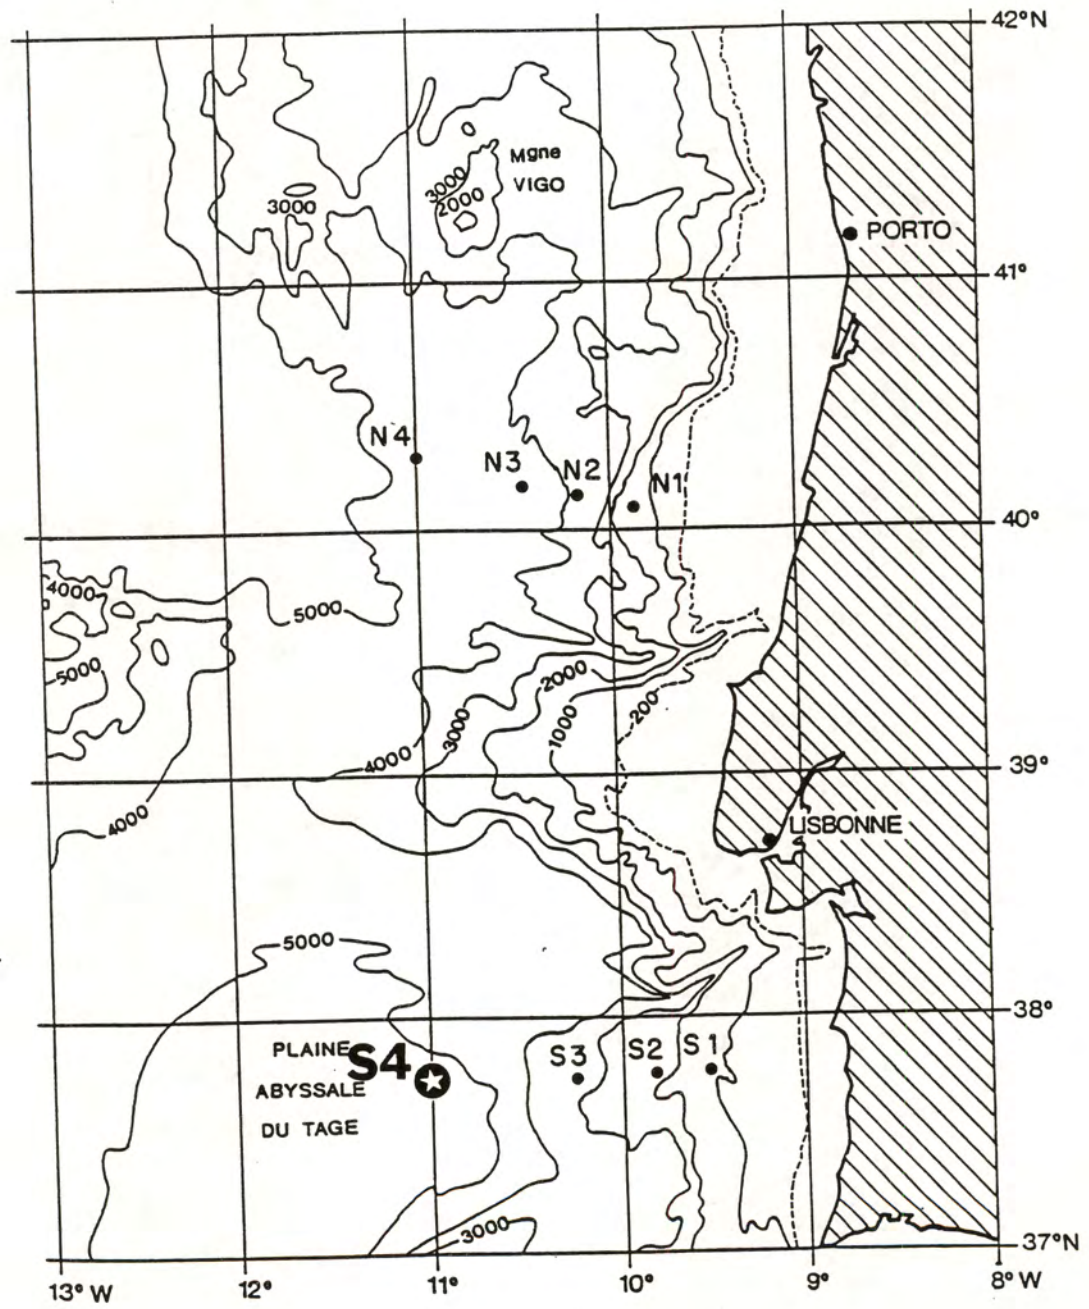 42°N
Mgne
VIGO
3000
2000
3000
PORTO
41°
N4
N3
N2
N1
40°
4000
5000
5000
2000
200
3000
1000
4000
39°
4000
LISBONNE
5000
38°
PLAINE
S4
S3
S2
S1
ABYSSALE
DU TAGE
3000
37°N
13°W
12°
11°
10°
9°
8°W